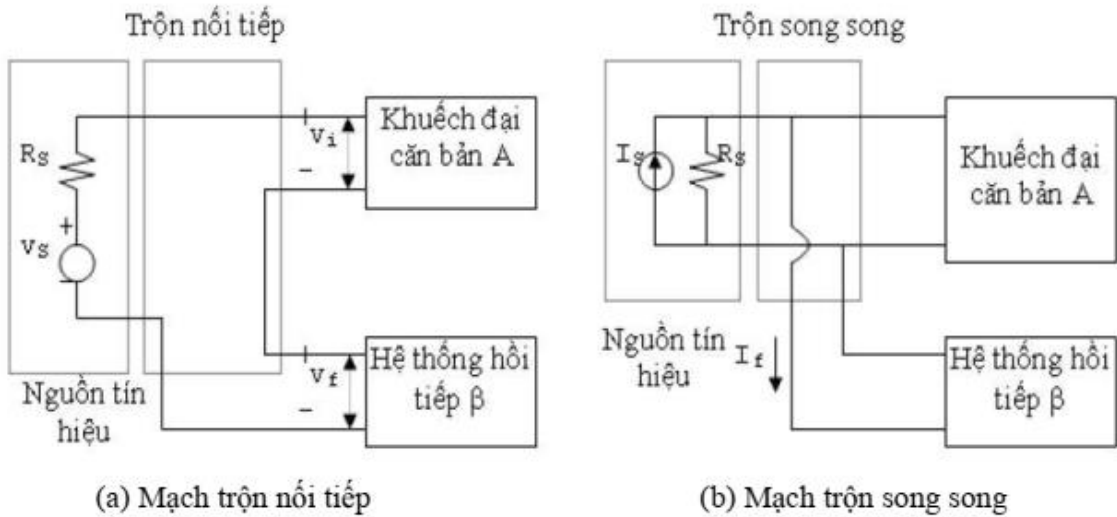 Trộn nối tiếp
Rs
+
vs
vi
-
Khuếch đại
căn bản A
vf
-
Hệ thống hồi
tiếp β
Nguồn tín
hiệu
(a) Mạch trộn nối tiếp
Trộn song song
Is
Rs
Khuếch đại
căn bản A
Nguồn tín
hiệu
If
Hệ thống hồi
tiếp β
(b) Mạch trộn song song